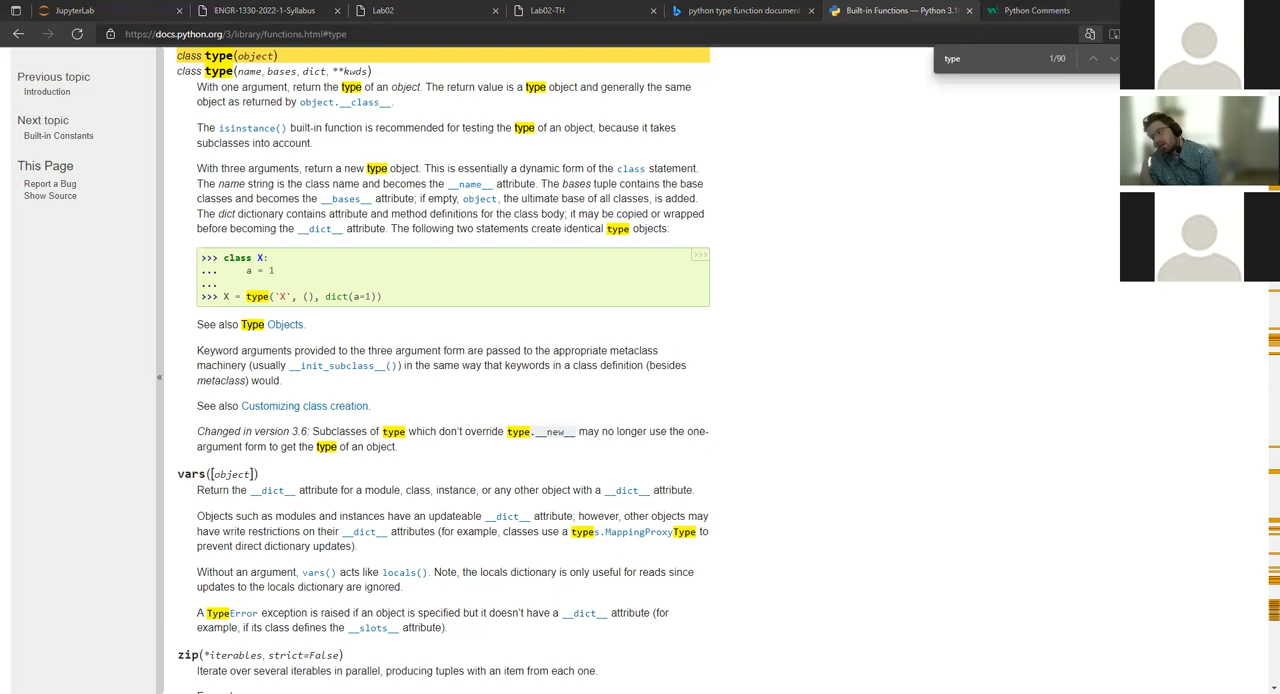 JupyterLab
ENGR-1330-2022-1-Syllabus
Lab02
Lab02-TH
python type function document
Built-in Functions — Python 3.1
Python Comments
https://docs.python.org/3/library/functions.html#type
type
1/90
Previous topic
Introduction
Next topic
Built-in Constants
This Page
Report a Bug
Show Source
«
class type(object)
class type(name, bases, dict, **kwds)
With one argument, return the type of an object. The return value is a type object and generally the same
object as returned by object.__class__.
The isinstance() built-in function is recommended for testing the type of an object, because it takes
subclasses into account.
With three arguments, return a new type object. This is essentially a dynamic form of the class statement.
The name string is the class name and becomes the __name__ attribute. The bases tuple contains the base
classes and becomes the __bases__ attribute; if empty, object, the ultimate base of all classes, is added.
The dict dictionary contains attribute and method definitions for the class body; it may be copied or wrapped
before becoming the __dict__ attribute. The following two statements create identical type objects:
>>>
>>> class X:
... a = 1
...
>>> X = type('X', (), dict(a=1))
See also Type Objects.
Keyword arguments provided to the three argument form are passed to the appropriate metaclass
machinery (usually __init_subclass__()) in the same way that keywords in a class definition (besides
metaclass) would.
See also Customizing class creation.
Changed in version 3.6: Subclasses of type which don't override type.__new__ may no longer use the one-
argument form to get the type of an object.
vars([object])
Return the __dict__ attribute for a module, class, instance, or any other object with a __dict__ attribute.
Objects such as modules and instances have an updateable __dict__ attribute; however, other objects may
have write restrictions on their __dict__ attributes (for example, classes use a types.MappingProxyType to
prevent direct dictionary updates).
Without an argument, vars() acts like locals(). Note, the locals dictionary is only useful for reads since
updates to the locals dictionary are ignored.
A TypeError exception is raised if an object is specified but it doesn't have a __dict__ attribute (for
example, if its class defines the __slots__ attribute).
zip(*iterables, strict=False)
Iterate over several iterables in parallel, producing tuples with an item from each one.